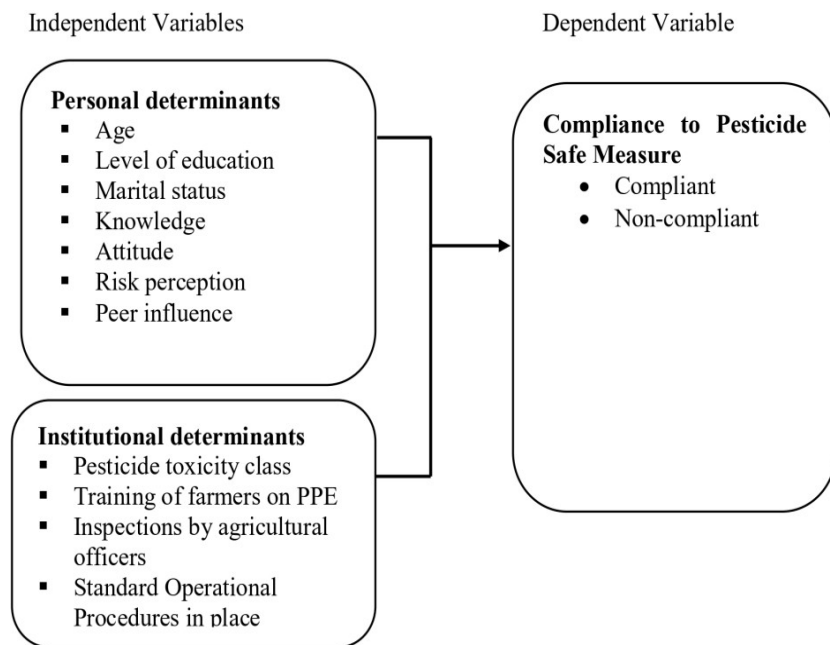 Independent Variables
Personal determinants
▪ Age
▪ Level of education
▪ Marital status
▪ Knowledge
▪ Attitude
▪ Risk perception
▪ Peer influence
Institutional determinants
▪ Pesticide toxicity class
▪ Training of farmers on PPE
▪ Inspections by agricultural
officers
▪ Standard Operational
Procedures in place
Dependent Variable
Compliance to Pesticide
Safe Measure
• Compliant
• Non-compliant